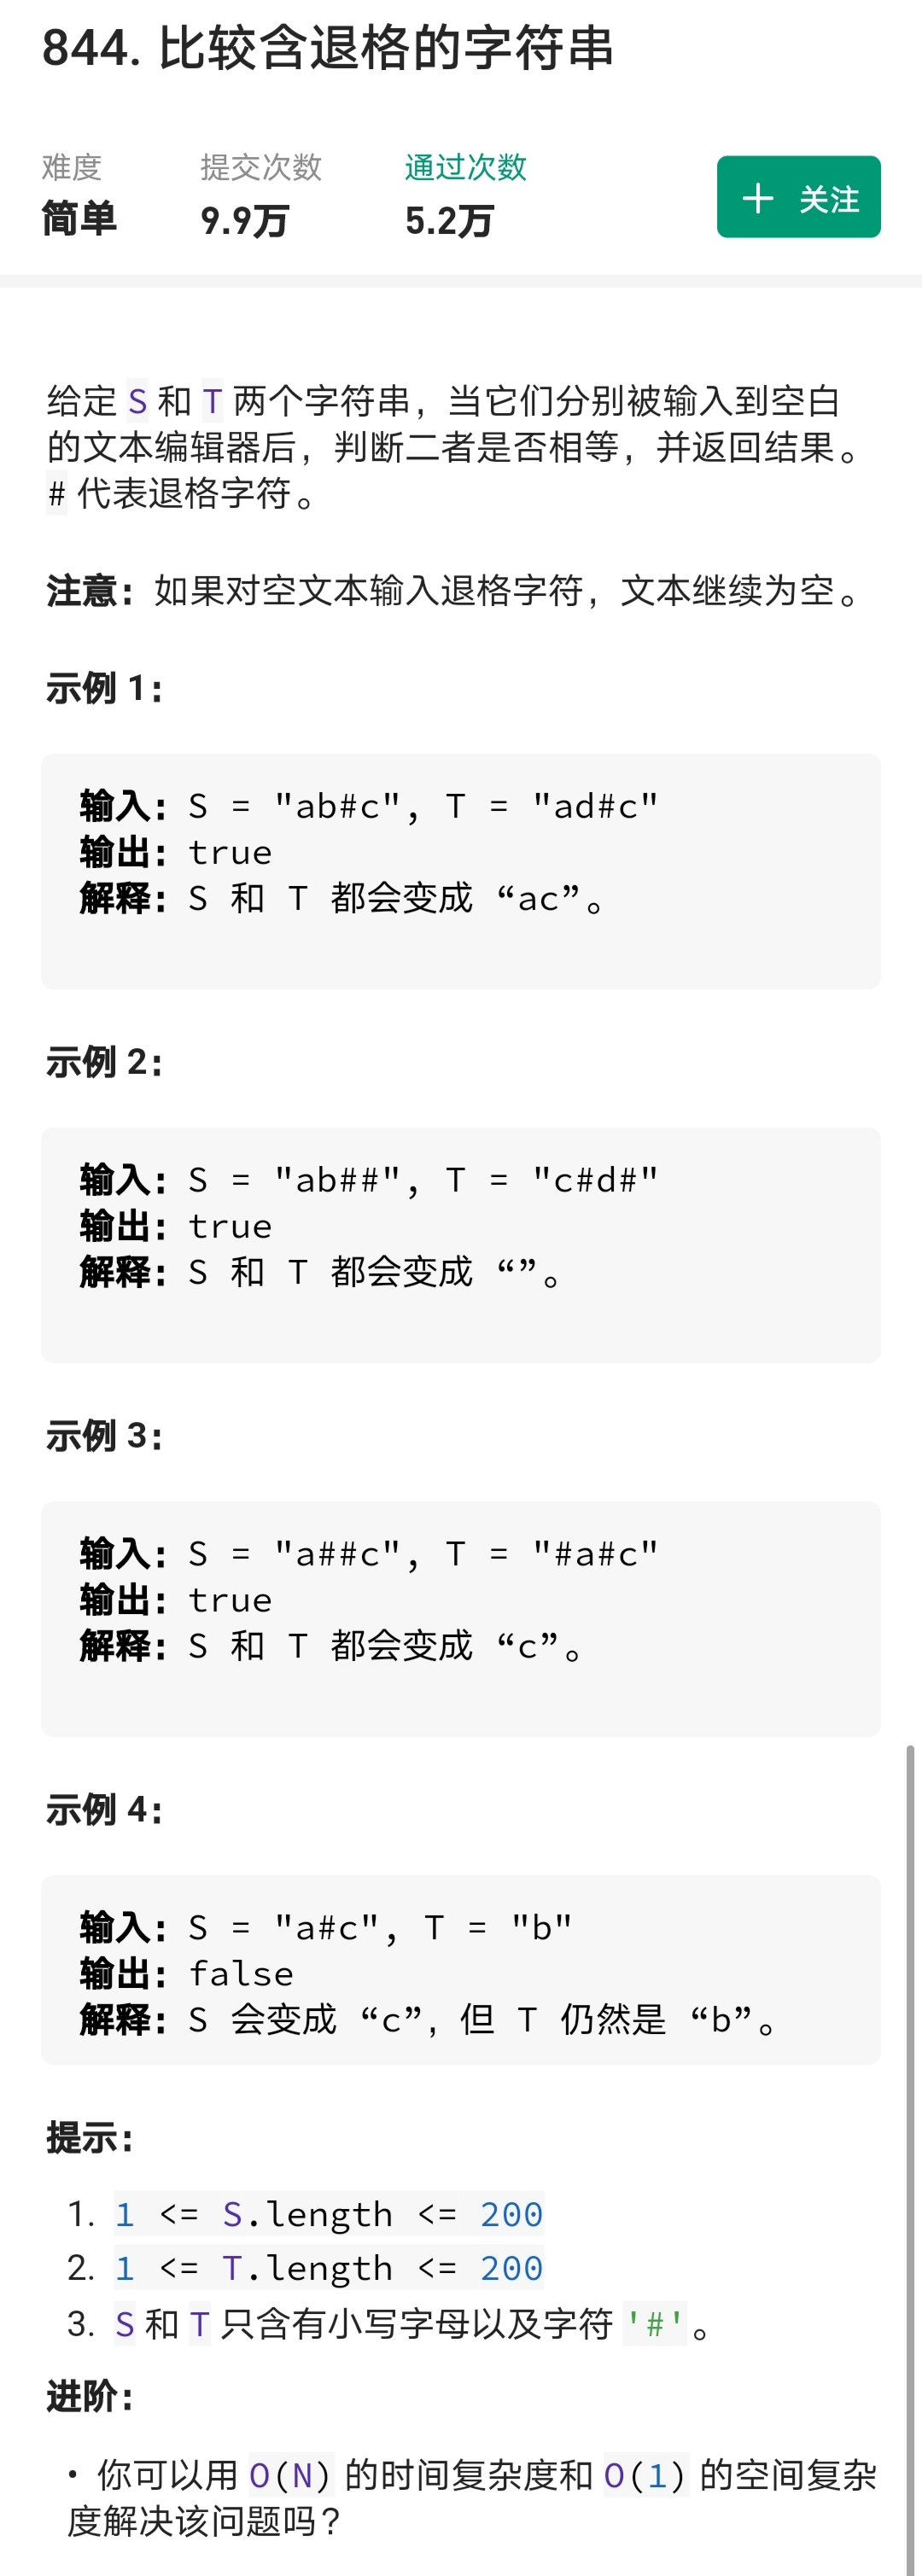 844. 比较含退格的字符串
难度 提交次数 通过次数
简单 9.9万 5.2万 + 关注
给定 S 和 T 两个字符串，当它们分别被输入到空白
的文本编辑器后，判断二者是否相等，并返回结果。
# 代表退格字符。
注意：如果对空文本输入退格字符，文本继续为空。
示例 1：
输入：S = "ab#c", T = "ad#c"
输出：true
解释：S 和 T 都会变成 “ac”。
示例 2：
输入：S = "ab##", T = "c#d#"
输出：true
解释：S 和 T 都会变成 “”。
示例 3：
输入：S = "a##c", T = "#a#c"
输出：true
解释：S 和 T 都会变成 “c”。
示例 4：
输入：S = "a#c", T = "b"
输出：false
解释：S 会变成 “c”，但 T 仍然是 “b”。
提示：
1. 1 <= S.length <= 200
2. 1 <= T.length <= 200
3. S 和 T 只含有小写字母以及字符 '#'。
进阶：
• 你可以用 O(N) 的时间复杂度和 O(1) 的空间复杂
度解决该问题吗？